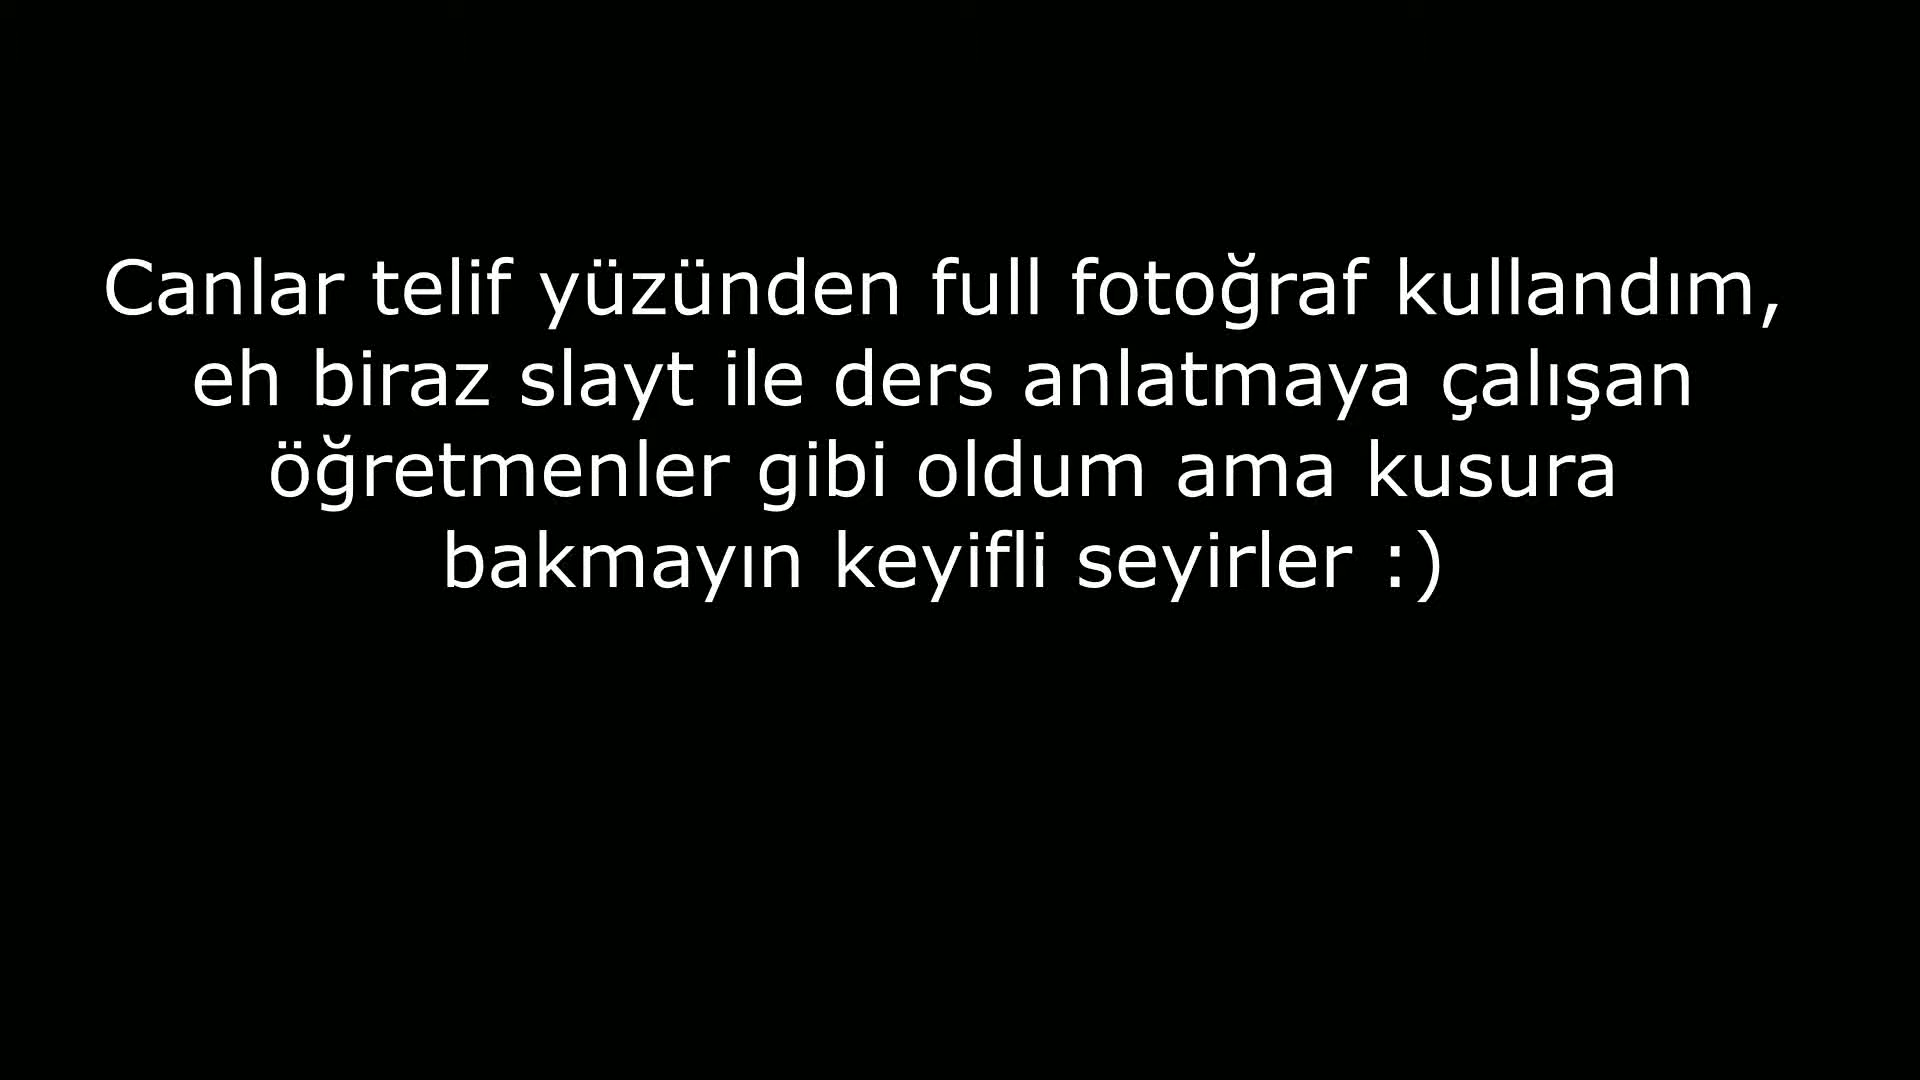 Canlar telif yüzünden full fotoğraf kullandım,
eh biraz slayt ile ders anlatmaya çalışan
öğretmenler gibi oldum ama kusura
bakmayın keyifli seyirler :)